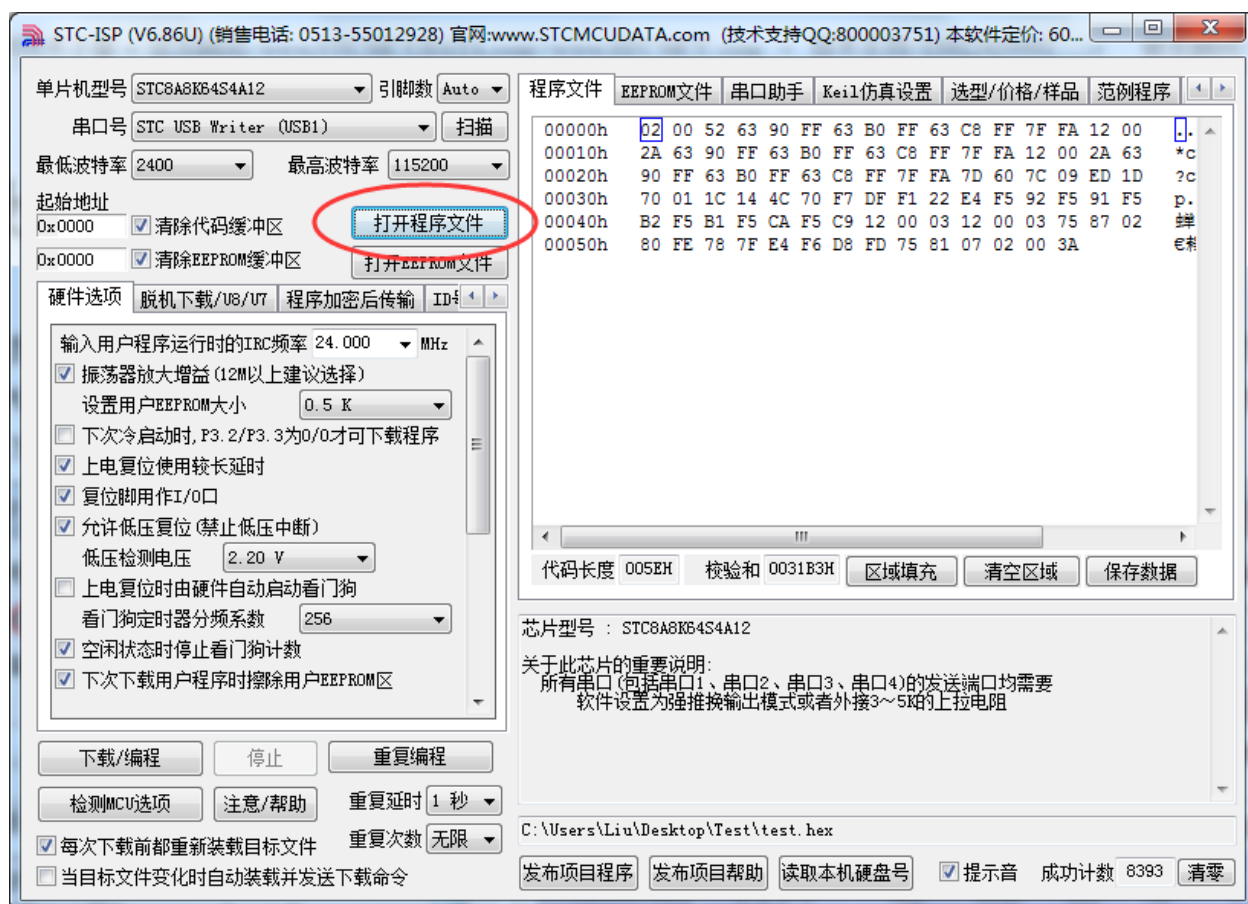 STC-ISP (V6.86U) (销售电话: 0513-55012928) 官网:www.STCMCUDATA.com (技术支持QQ:800003751) 本软件定价: 60...
单片机型号 STC8A8K64S4A12 引脚数 Auto
串口号 STC USB Writer (USB1) 扫描
最低波特率 2400 最高波特率 115200
起始地址
0x0000 清除代码缓冲区 打开程序文件
0x0000 清除EEPROM缓冲区 打开EEPROM文件
硬件选项 脱机下载/U8/U7 程序加密后传输
输入用户程序运行时的IRC频率 24.000 MHz
振荡器放大增益(12M以上建议选择)
设置用户EEPROM大小 0.5 K
下次冷启动时,P3.2/P3.3为0/0才可下载程序
上电复位使用较长延时
复位脚用作I/O口
允许低压复位(禁止低压中断)
低压检测电压 2.20 V
上电复位时由硬件自动启动看门狗
看门狗定时器分频系数 256
空闲状态时停止看门狗计数
下次下载用户程序时擦除用户EEPROM区
下载/编程 停止 重复编程
检测MCU选项 注意/帮助 重复延时 1 秒
每次下载前都重新装载目标文件 重复次数 无限
当目标文件变化时自动装载并发送下载命令
程序文件 EEPROM文件 串口助手 Keil仿真设置 选型/价格/样品 范例程序
00000h 02 00 52 63 90 FF 63 B0 FF 63 C8 FF 7F FA 12 00 ..
00010h 2A 63 90 FF 63 B0 FF 63 C8 FF 7F FA 12 00 2A 63 *c
00020h 90 FF 63 B0 FF 63 C8 FF 7F FA 7D 60 7C 09 ED 1D ?c
00030h 70 01 1C 14 4C 70 F7 DF F1 22 E4 F5 92 F5 91 F5 p.
00040h B2 F5 B1 F5 CA F5 C9 12 00 03 12 00 03 75 87 02
00050h 80 FE 78 7F E4 F6 D8 FD 75 81 07 02 00 3A
代码长度 005EH 校验和 0031B3H 区域填充 清空区域 保存数据
芯片型号 : STC8A8K64S4A12
关于此芯片的重要说明:
所有串口(包括串口1、串口2、串口3、串口4)的发送端口均需要
软件设置为强推挽输出模式或者外接3～5K的上拉电阻
C:\Users\Liu\Desktop\Test\test.hex
发布项目程序 发布项目帮助 读取本机硬盘号 提示音 成功计数 8393 清零